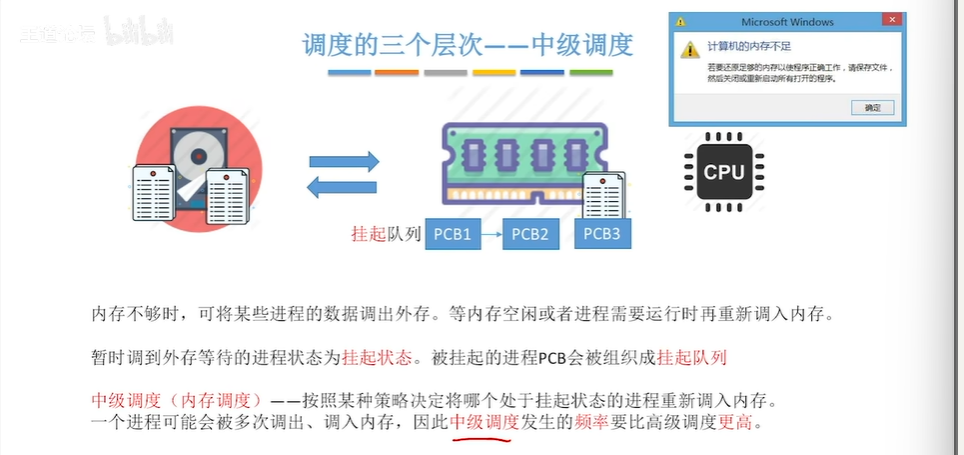 王道论坛 bilibili
调度的三个层次——中级调度
Microsoft Windows
计算机的内存不足
若要还原足够的内存以使程序正确工作，请保存文件，
然后关闭或重新启动所有打开的程序。
确定
CPU
挂起队列 PCB1 PCB2 PCB3
内存不够时，可将某些进程的数据调出外存。等内存空闲或者进程需要运行时再重新调入内存。
暂时调到外存等待的进程状态为挂起状态。被挂起的进程PCB会被组织成挂起队列
中级调度（内存调度）——按照某种策略决定将哪个处于挂起状态的进程重新调入内存。
一个进程可能会被多次调出、调入内存，因此中级调度发生的频率要比高级调度更高。